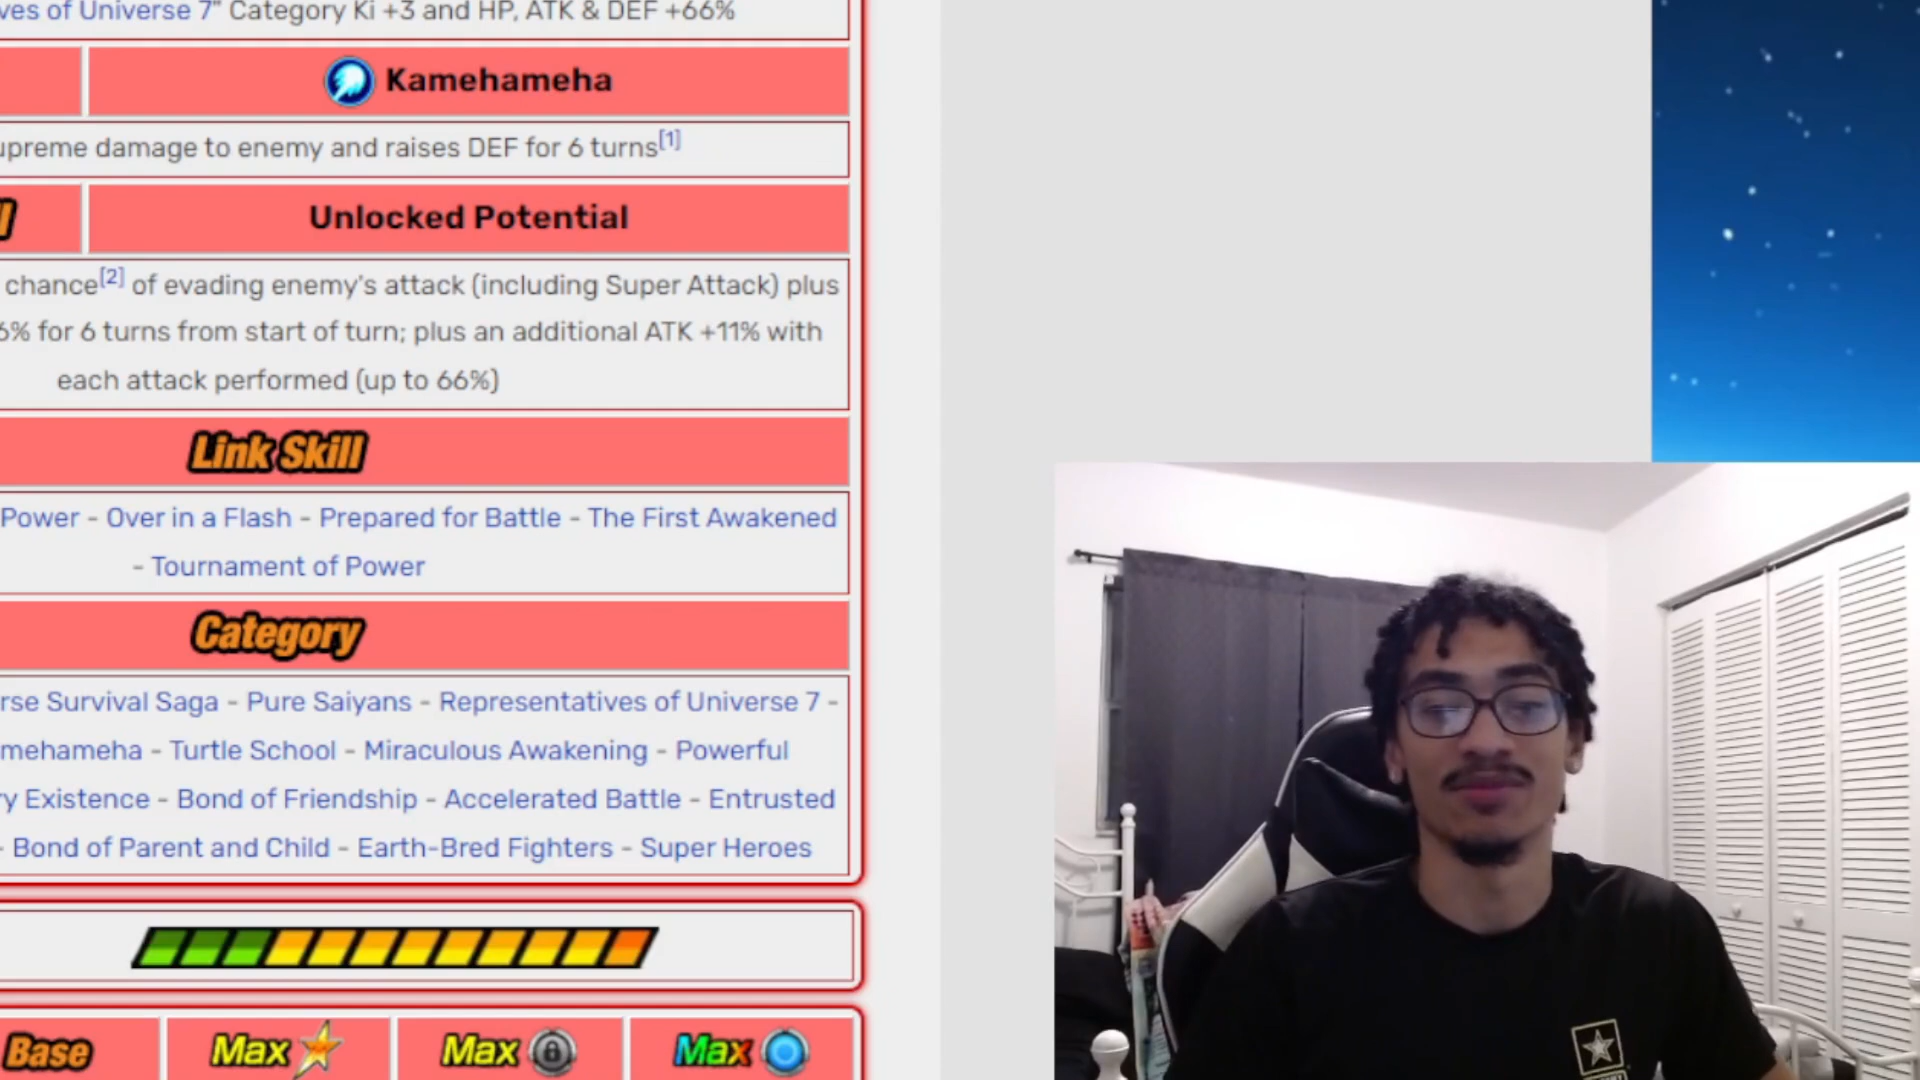 ves of Universe 7" Category Ki +3 and HP, ATK & DEF +66%
Kamehameha
upreme damage to enemy and raises DEF for 6 turns[1]
Unlocked Potential
chance[2] of evading enemy's attack (including Super Attack) plus
6% for 6 turns from start of turn; plus an additional ATK +11% with
each attack performed (up to 66%)
Link Skill
Power - Over in a Flash - Prepared for Battle - The First Awakened
- Tournament of Power
Category
rse Survival Saga - Pure Saiyans - Representatives of Universe 7 -
mehameha - Turtle School - Miraculous Awakening - Powerful
ry Existence - Bond of Friendship - Accelerated Battle - Entrusted
- Bond of Parent and Child - Earth-Bred Fighters - Super Heroes
Base Max Max Max